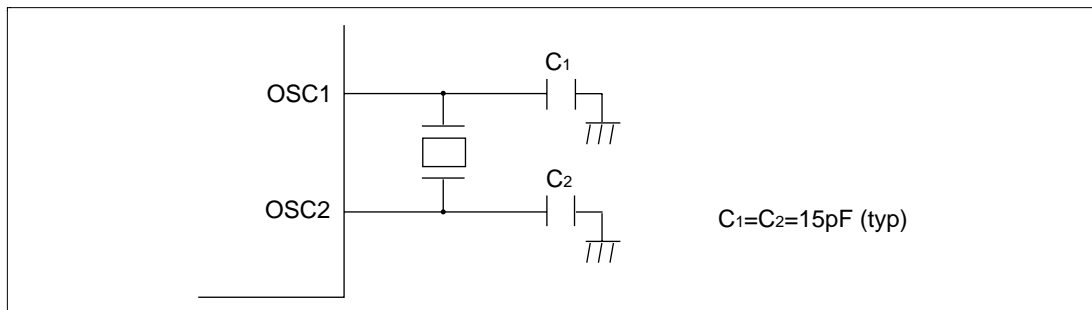 C₁
OSC1
C₂
OSC2
C₁=C₂=15pF (typ)